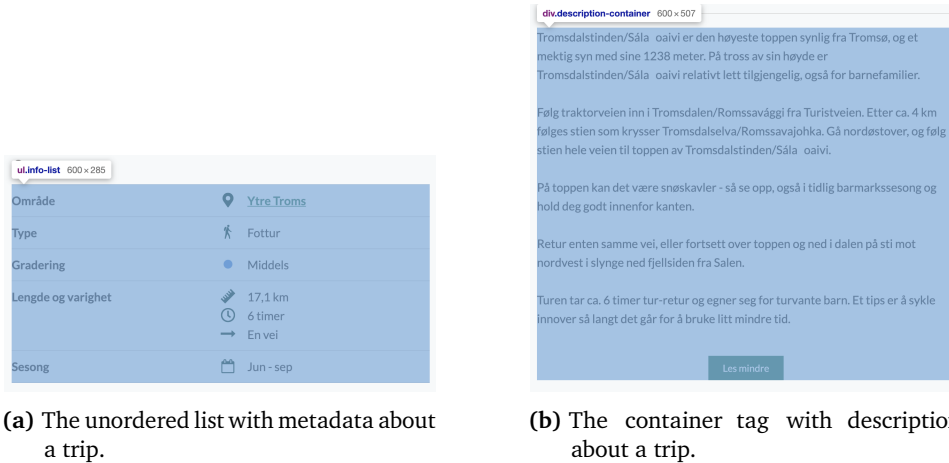 ul.info-list 600 × 285
Område Ytre Troms
Type Fottur
Gradering Middels
Lengde og varighet 17,1 km
6 timer
En vei
Sesong Jun - sep
(a) The unordered list with metadata about
a trip.
div.description-container 600 × 507
Tromsdalstinden/Sála oaivi er den høyeste toppen synlig fra Tromsø, og et
mektig syn med sine 1238 meter. På tross av sin høyde er
Tromsdalstinden/Sála oaivi relativt lett tilgjengelig, også for barnefamilier.
Følg traktorveien inn i Tromsdalen/Romssavággi fra Turistveien. Etter ca. 4 km
følges stien som krysser Tromsdalselva/Romssavajohka. Gå nordøstover, og følg
stien hele veien til toppen av Tromsdalstinden/Sála oaivi.
På toppen kan det være snøskavler - så se opp, også i tidlig barmarkssesong og
hold deg godt innenfor kanten.
Retur enten samme vei, eller fortsett over toppen og ned i dalen på sti mot
nordvest i slynge ned fjellsiden fra Salen.
Turen tar ca. 6 timer tur-retur og egner seg for turvante barn. Et tips er å sykle
innover så langt det går for å bruke litt mindre tid.
Les mindre
(b) The container tag with description
about a trip.